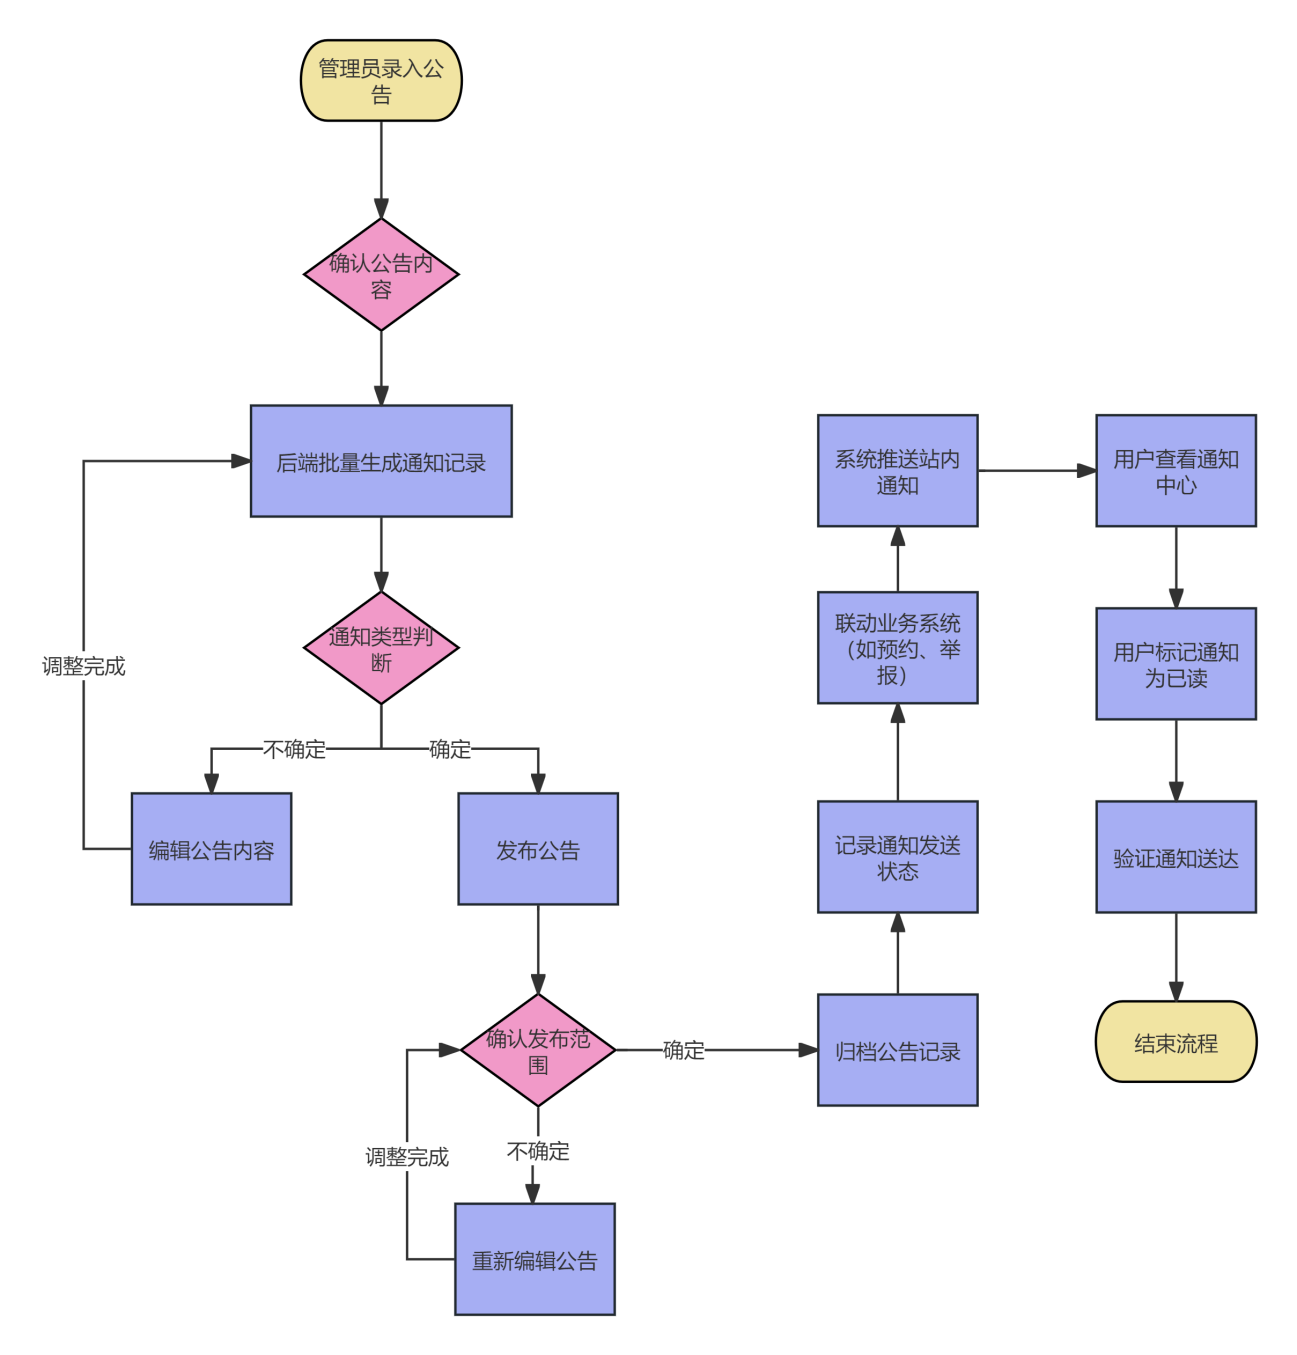 管理员录入公
告
确认公告内
容
后端批量生成通知记录
通知类型判
断
调整完成
不确定
确定
编辑公告内容
发布公告
确认发布范
围
确定
调整完成
不确定
重新编辑公告
归档公告记录
记录通知发送
状态
联动业务系统
（如预约、举
报）
系统推送站内
通知
用户查看通知
中心
用户标记通知
为已读
验证通知送达
结束流程